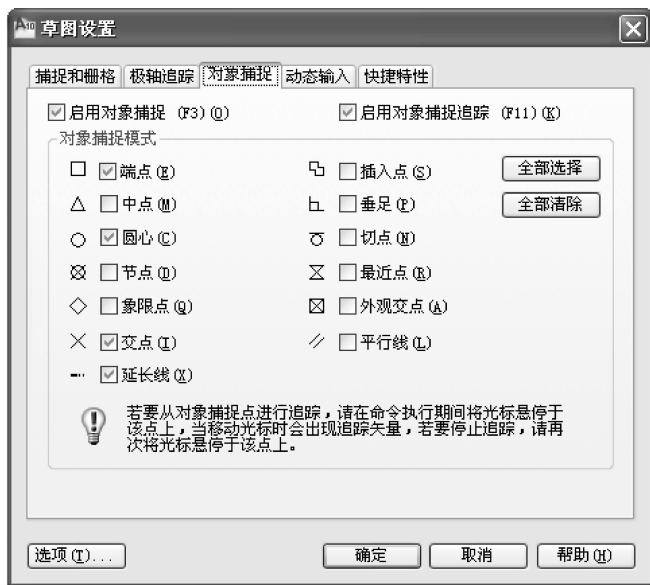 草图设置
捕捉和栅格 极轴追踪 对象捕捉 动态输入 快捷特性
启用对象捕捉 (F3)(O) 启用对象捕捉追踪 (F11)(K)
对象捕捉模式
端点(E) 插入点(S) 全部选择
中点(M) 垂足(P) 全部清除
圆心(C) 切点(N)
节点(D) 最近点(R)
象限点(Q) 外观交点(A)
交点(I) 平行线(L)
延长线(X)
若要从对象捕捉点进行追踪,请在命令执行期间将光标悬停于
该点上,当移动光标时会出现追踪矢量,若要停止追踪,请再
次将光标悬停于该点上。
选项(T)... 确定 取消 帮助(H)